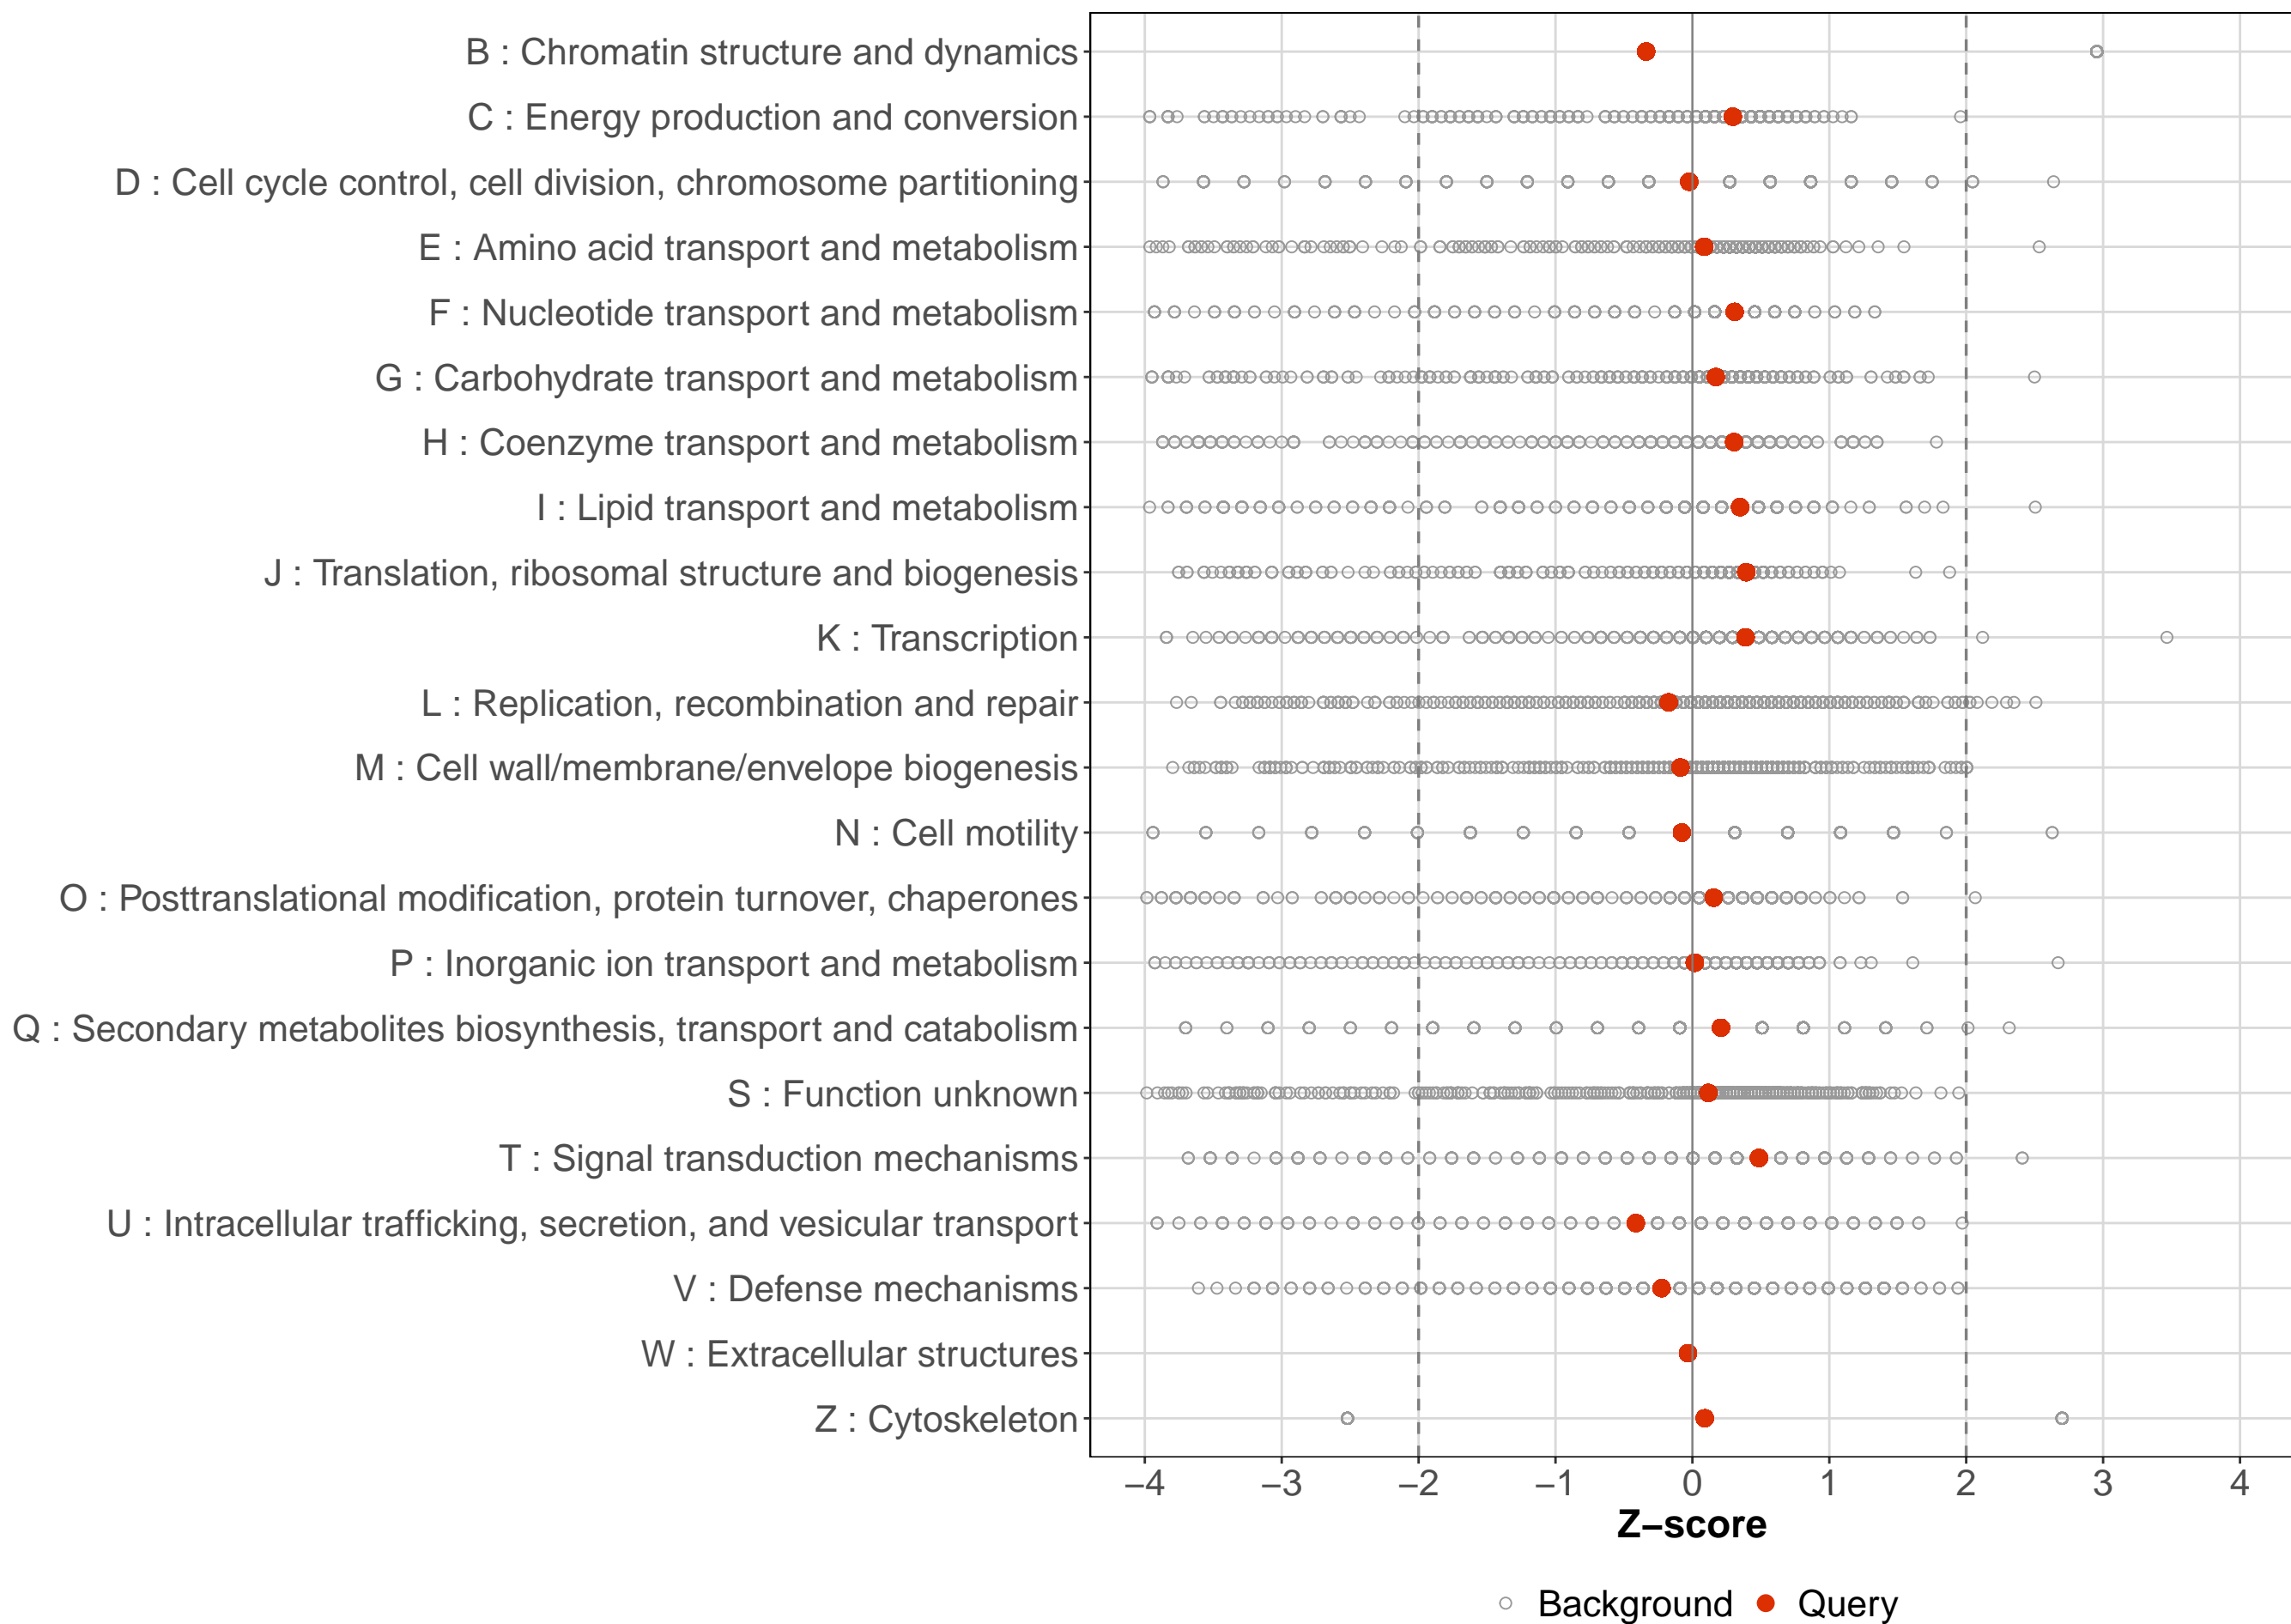 B : Chromatin structure and dynamics
C : Energy production and conversion
D : Cell cycle control, cell division, chromosome partitioning
E : Amino acid transport and metabolism
F : Nucleotide transport and metabolism
G : Carbohydrate transport and metabolism
H : Coenzyme transport and metabolism
I : Lipid transport and metabolism
J : Translation, ribosomal structure and biogenesis
K : Transcription
L : Replication, recombination and repair
M : Cell wall/membrane/envelope biogenesis
N : Cell motility
O : Posttranslational modification, protein turnover, chaperones
P : Inorganic ion transport and metabolism
Q : Secondary metabolites biosynthesis, transport and catabolism
S : Function unknown
T : Signal transduction mechanisms
U : Intracellular trafficking, secretion, and vesicular transport
V : Defense mechanisms
W : Extracellular structures
Z : Cytoskeleton
−4 −3 −2 −1 0 1 2 3 4
Z−score
Background Query